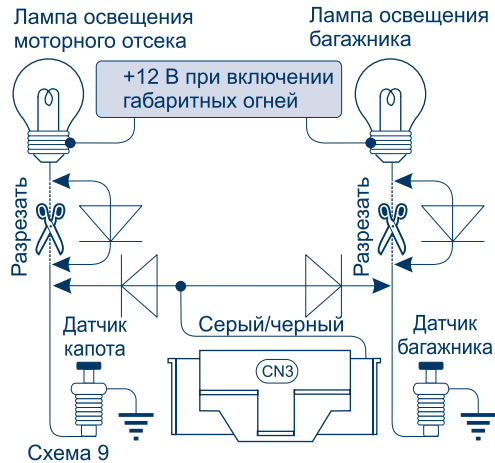 Лампа освещения
моторного отсека
Лампа освещения
багажника
+12 В при включении
габаритных огней
Разрезать
Разрезать
Серый/черный
Датчик
капота
CN3
Датчик
багажника
Схема 9